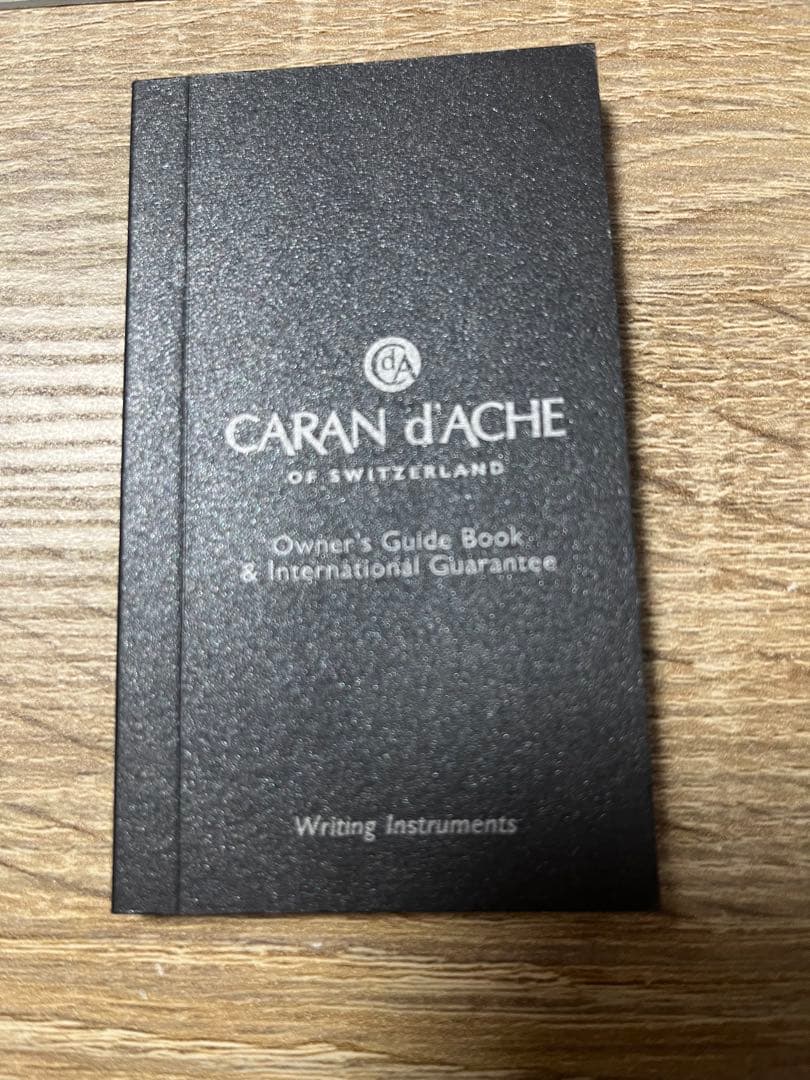 CdA
CARAN d'ACHE
OF SWITZERLAND
Owner's Guide Book
& International Guarantee
Writing Instruments